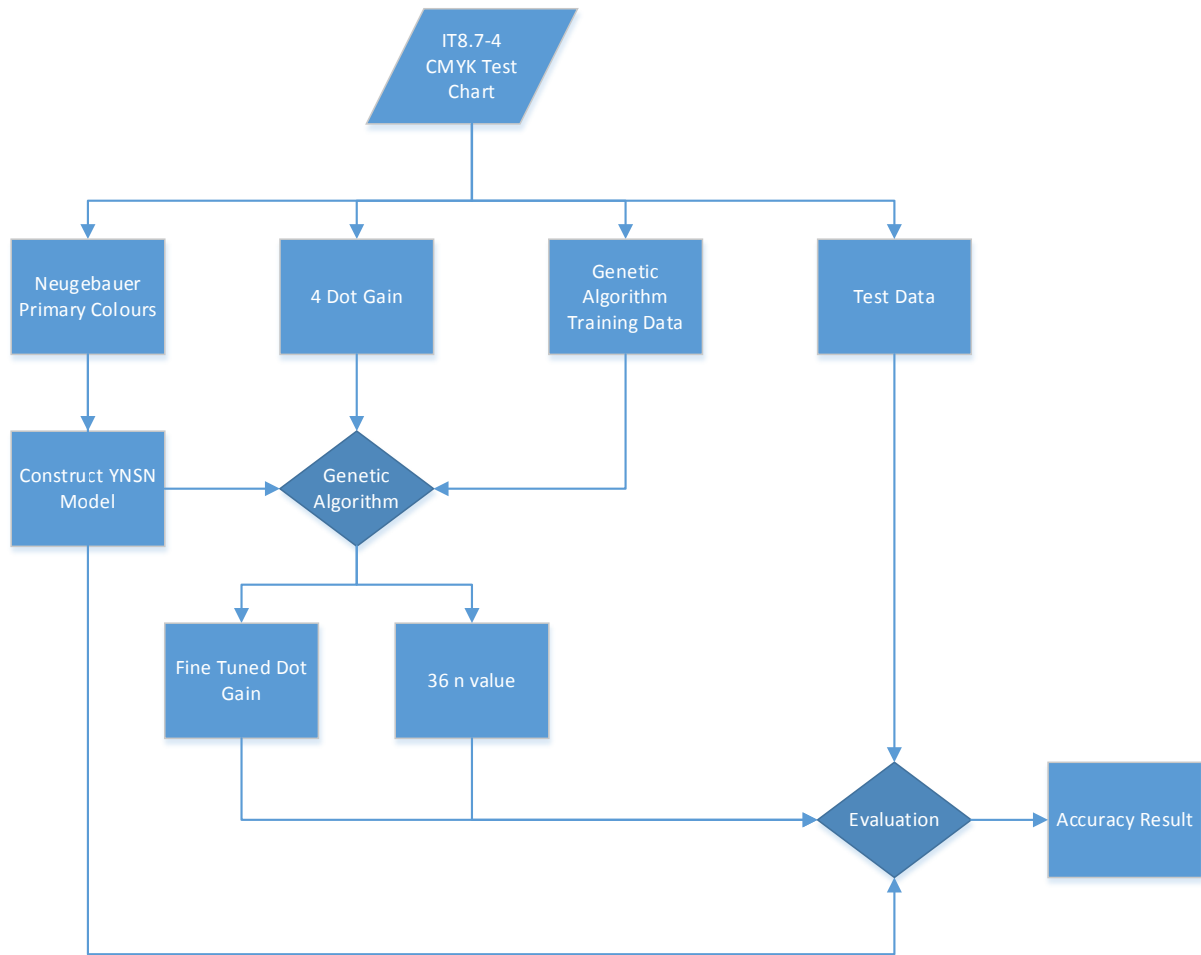 IT8.7-4
CMYK Test
Chart
Neugebauer
Primary Colours
4 Dot Gain
Genetic
Algorithm
Training Data
Test Data
Construct YNSN
Model
Genetic
Algorithm
Fine Tuned Dot
Gain
36 n value
Evaluation
Accuracy Result